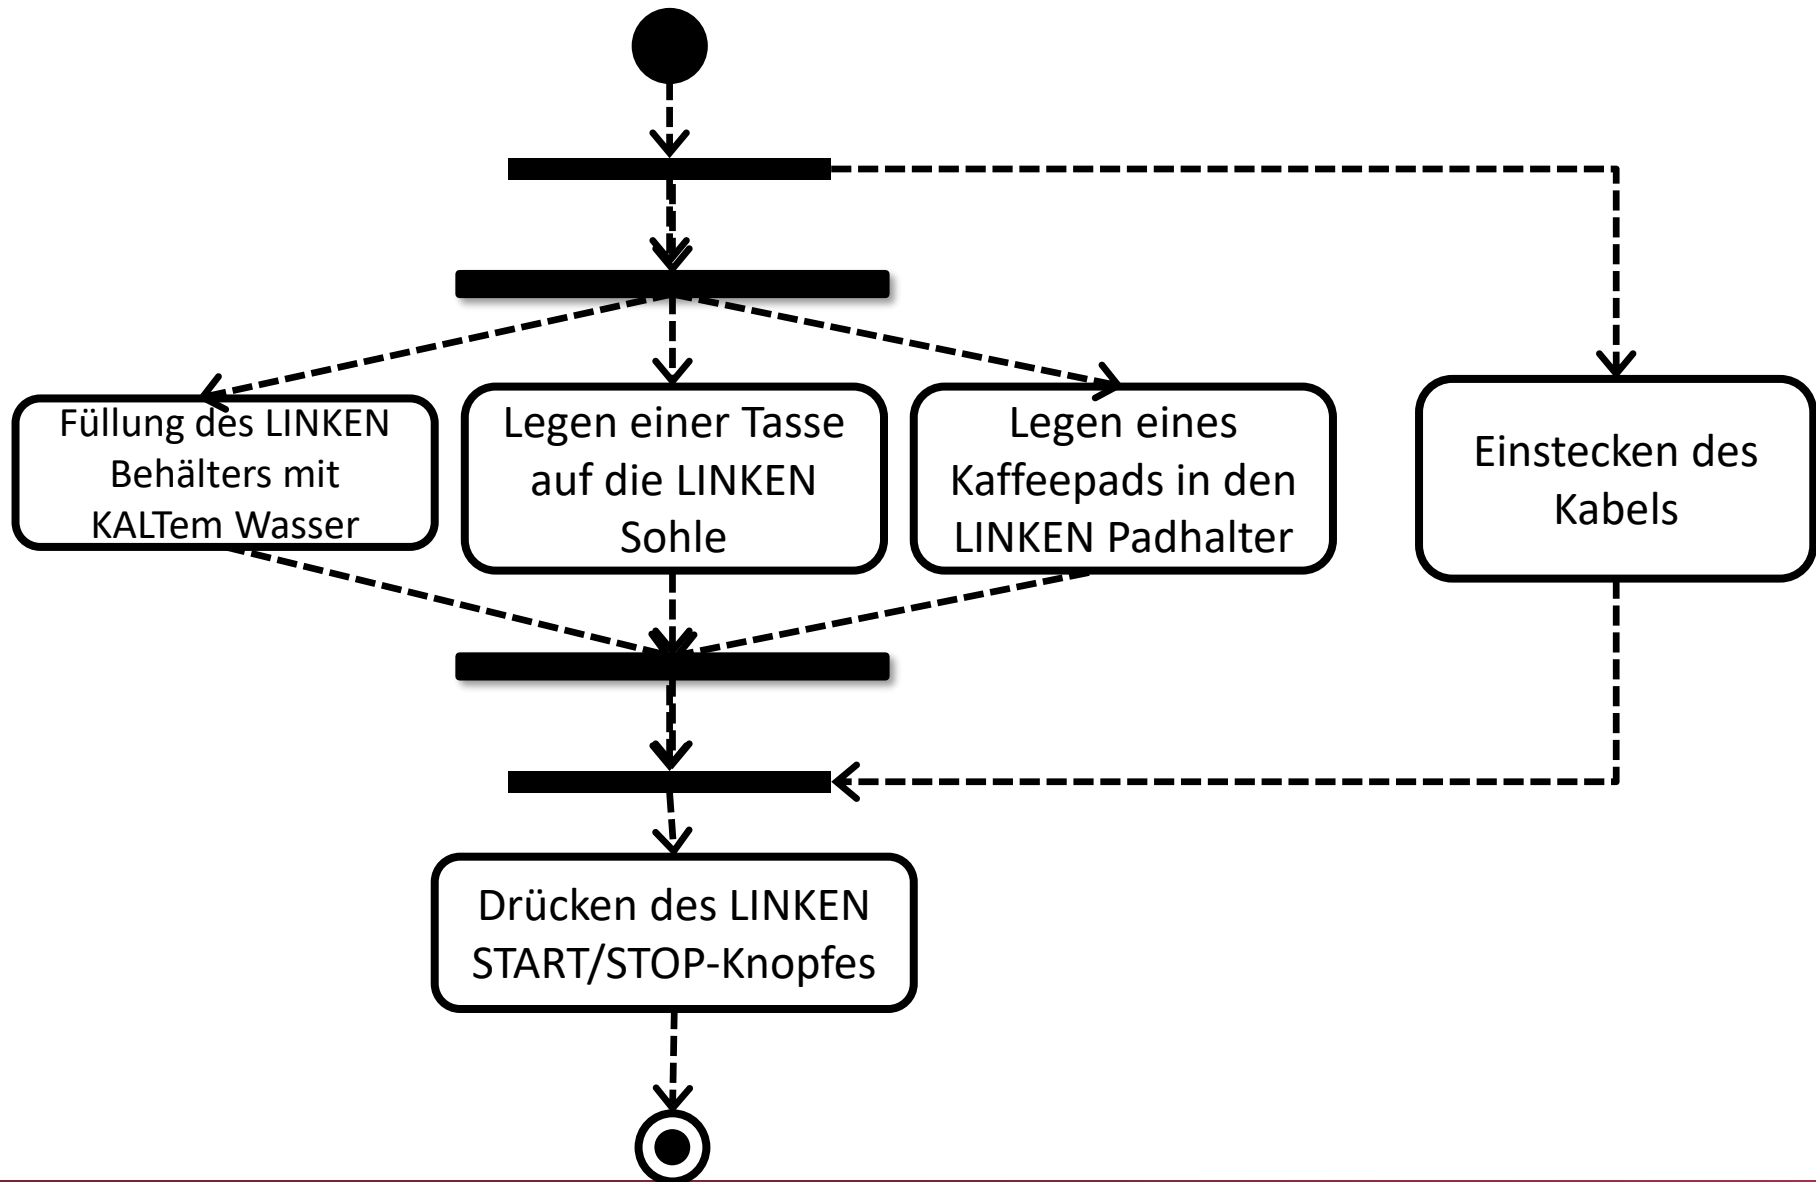 Füllung des LINKEN
Behälters mit
KALTem Wasser
Legen einer Tasse
auf die LINKEN
Sohle
Legen eines
Kaffeepads in den
LINKEN Padhalter
Einstecken des
Kabels
Drücken des LINKEN
START/STOP-Knopfes